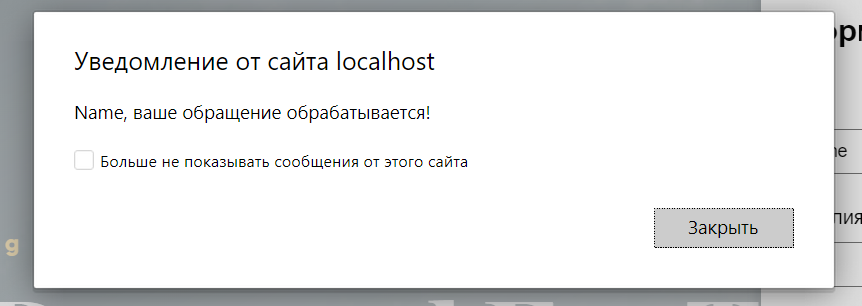 Уведомление от сайта localhost
Name, ваше обращение обрабатывается!
Больше не показывать сообщения от этого сайта
Закрыть
g